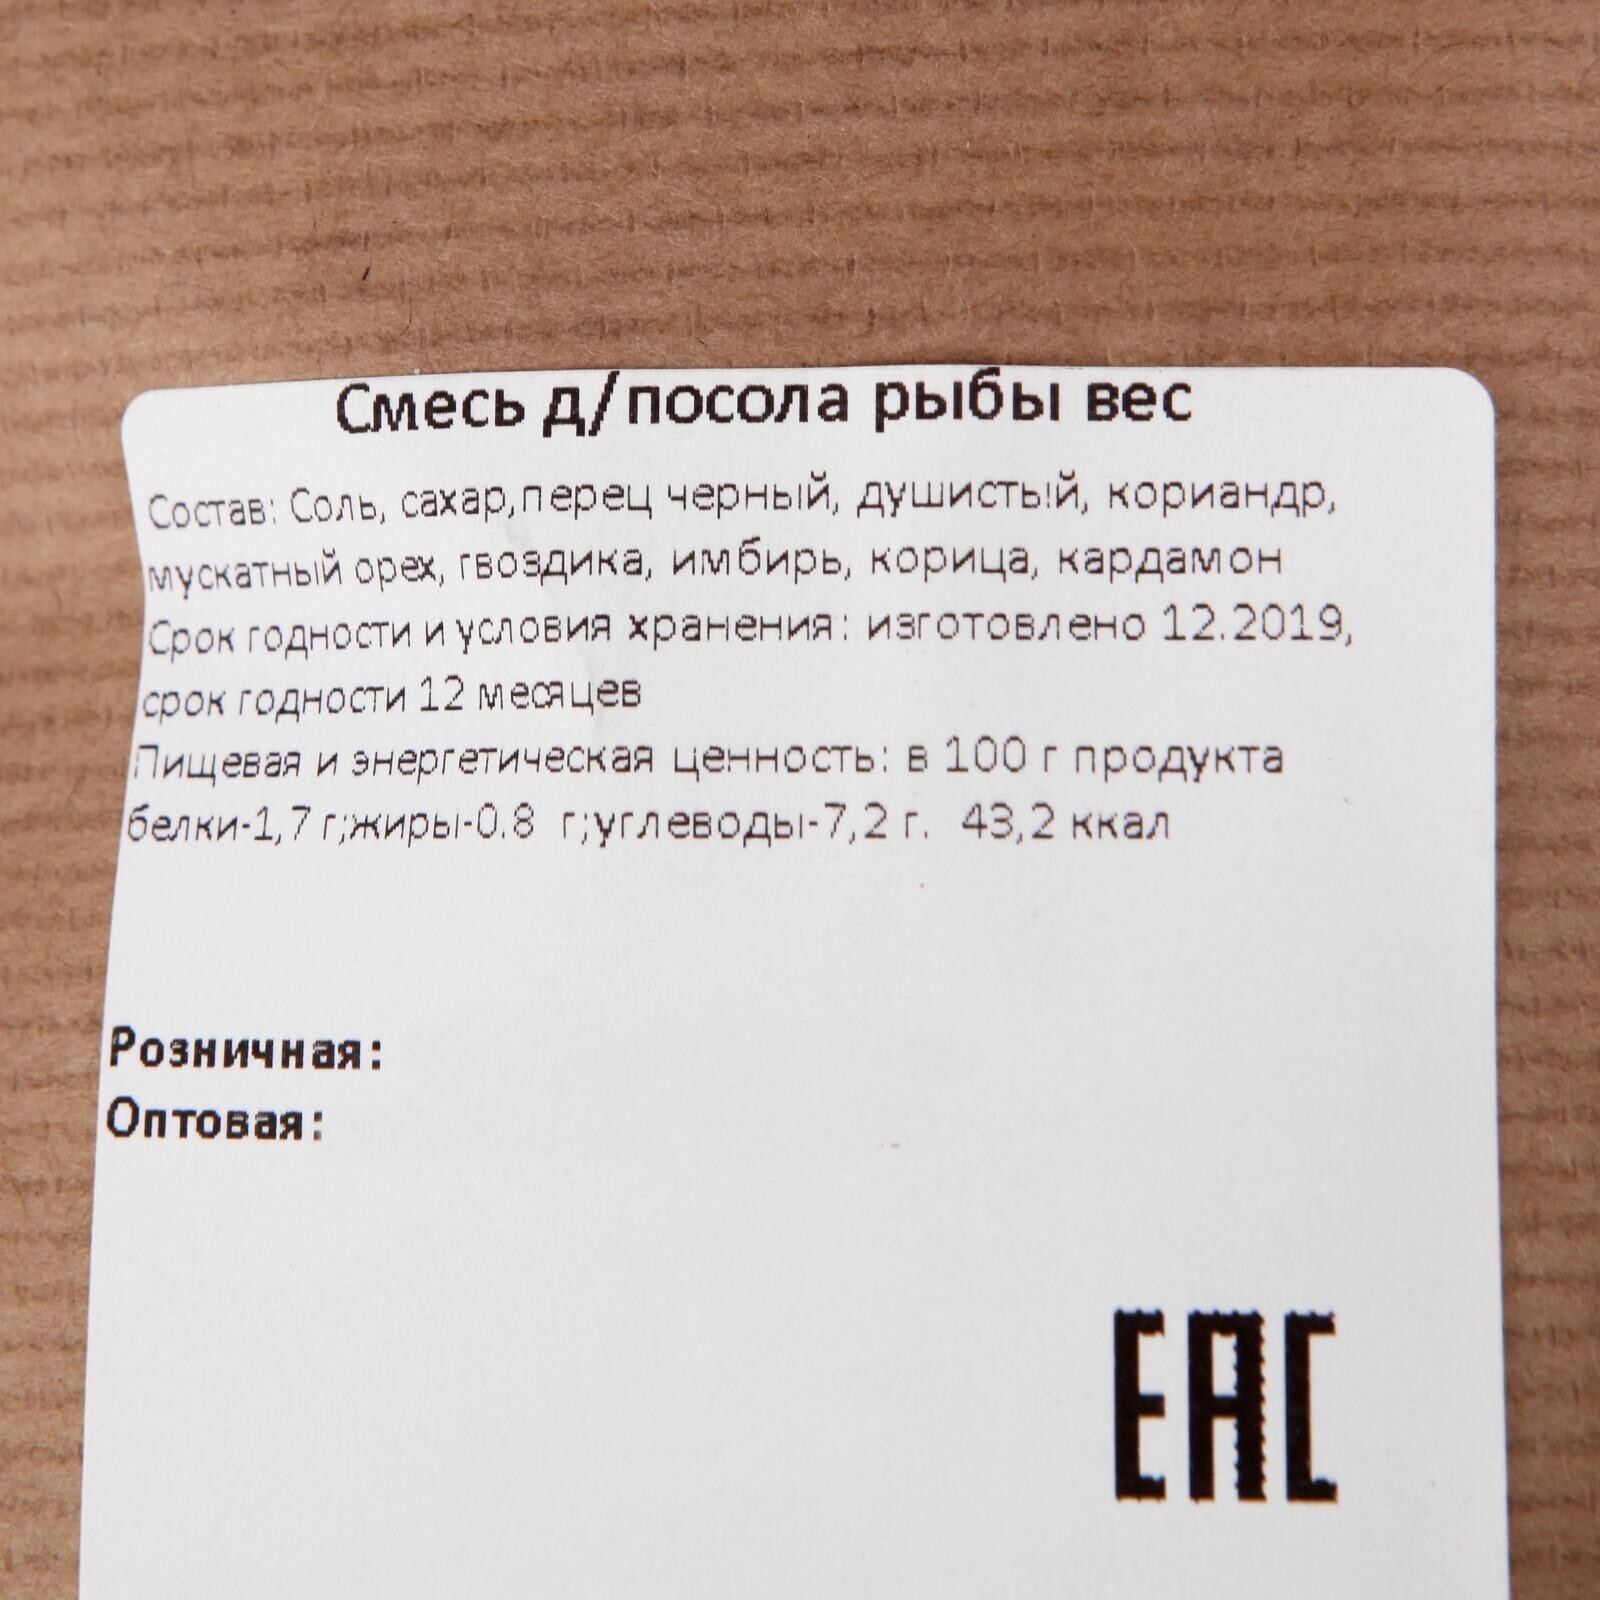 Смесь д/посола рыбы вес
Состав: Соль, сахар,перец черный, душистый, кориандр,
мускатный орех, гвоздика, имбирь, корица, кардамон
Срок годности и условия хранения: изготовлено 12.2019,
срок годности 12 месяцев
Пищевая и энергетическая ценность: в 100 г продукта
белки-1,7 г;жиры-0.8 г;углеводы-7,2 г. 43,2 ккал
Розничная:
Оптовая:
ЕАС